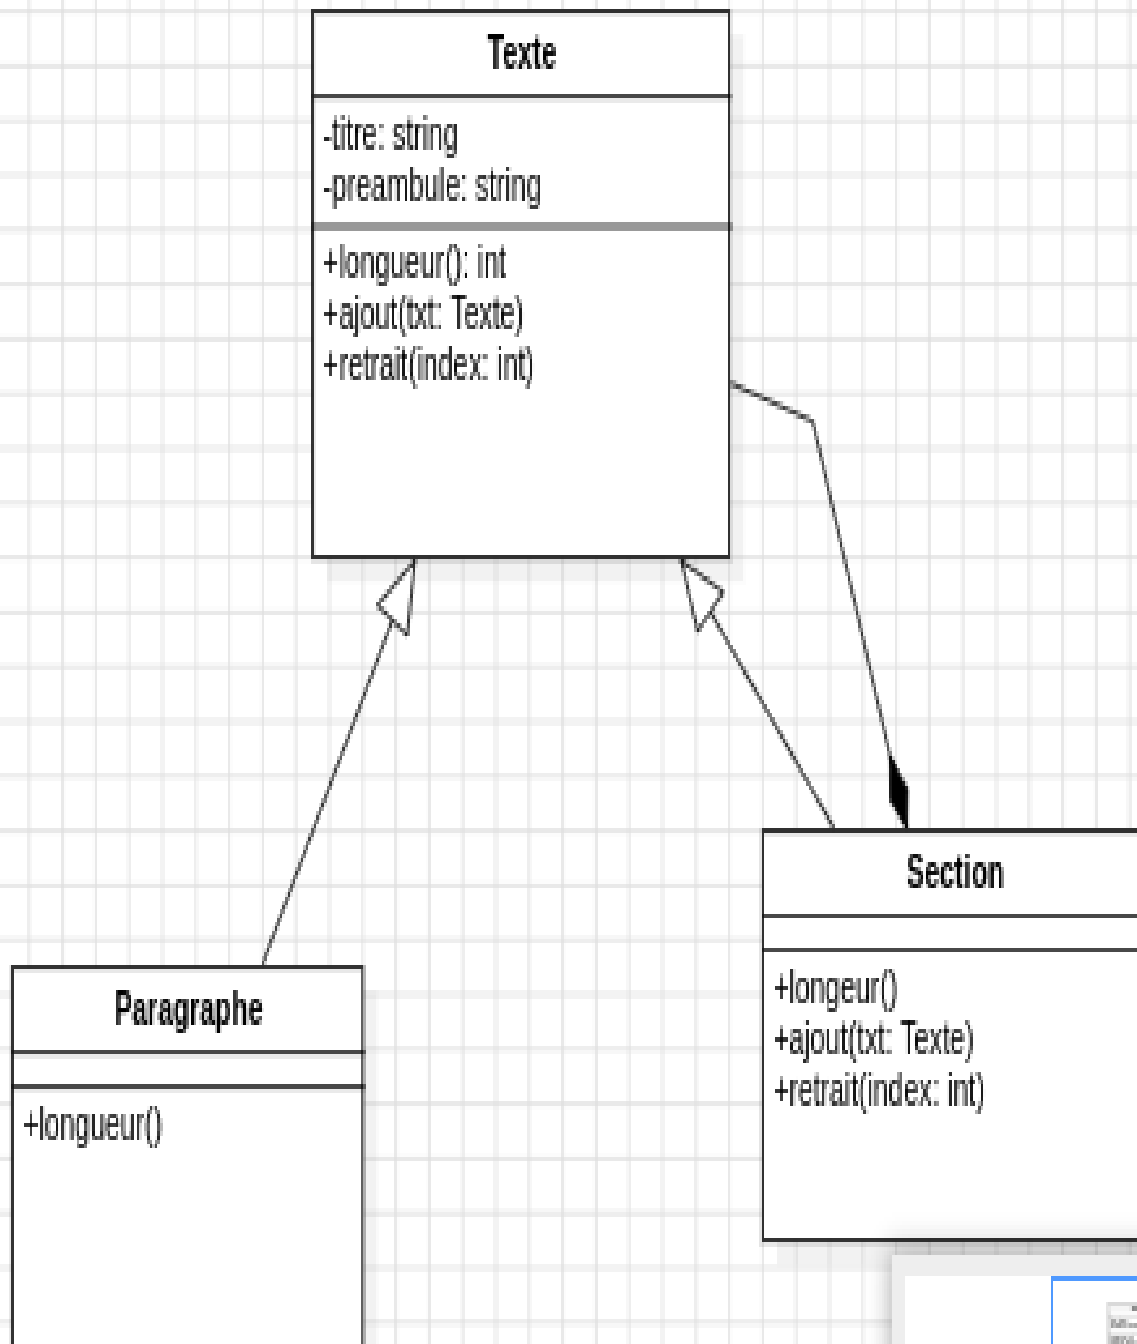 Texte
-titre: string
-preambule: string
+longueur(): int
+ajout(txt: Texte)
+retrait(index: int)
Section
+longeur()
+ajout(txt: Texte)
+retrait(index: int)
Paragraphe
+longueur()